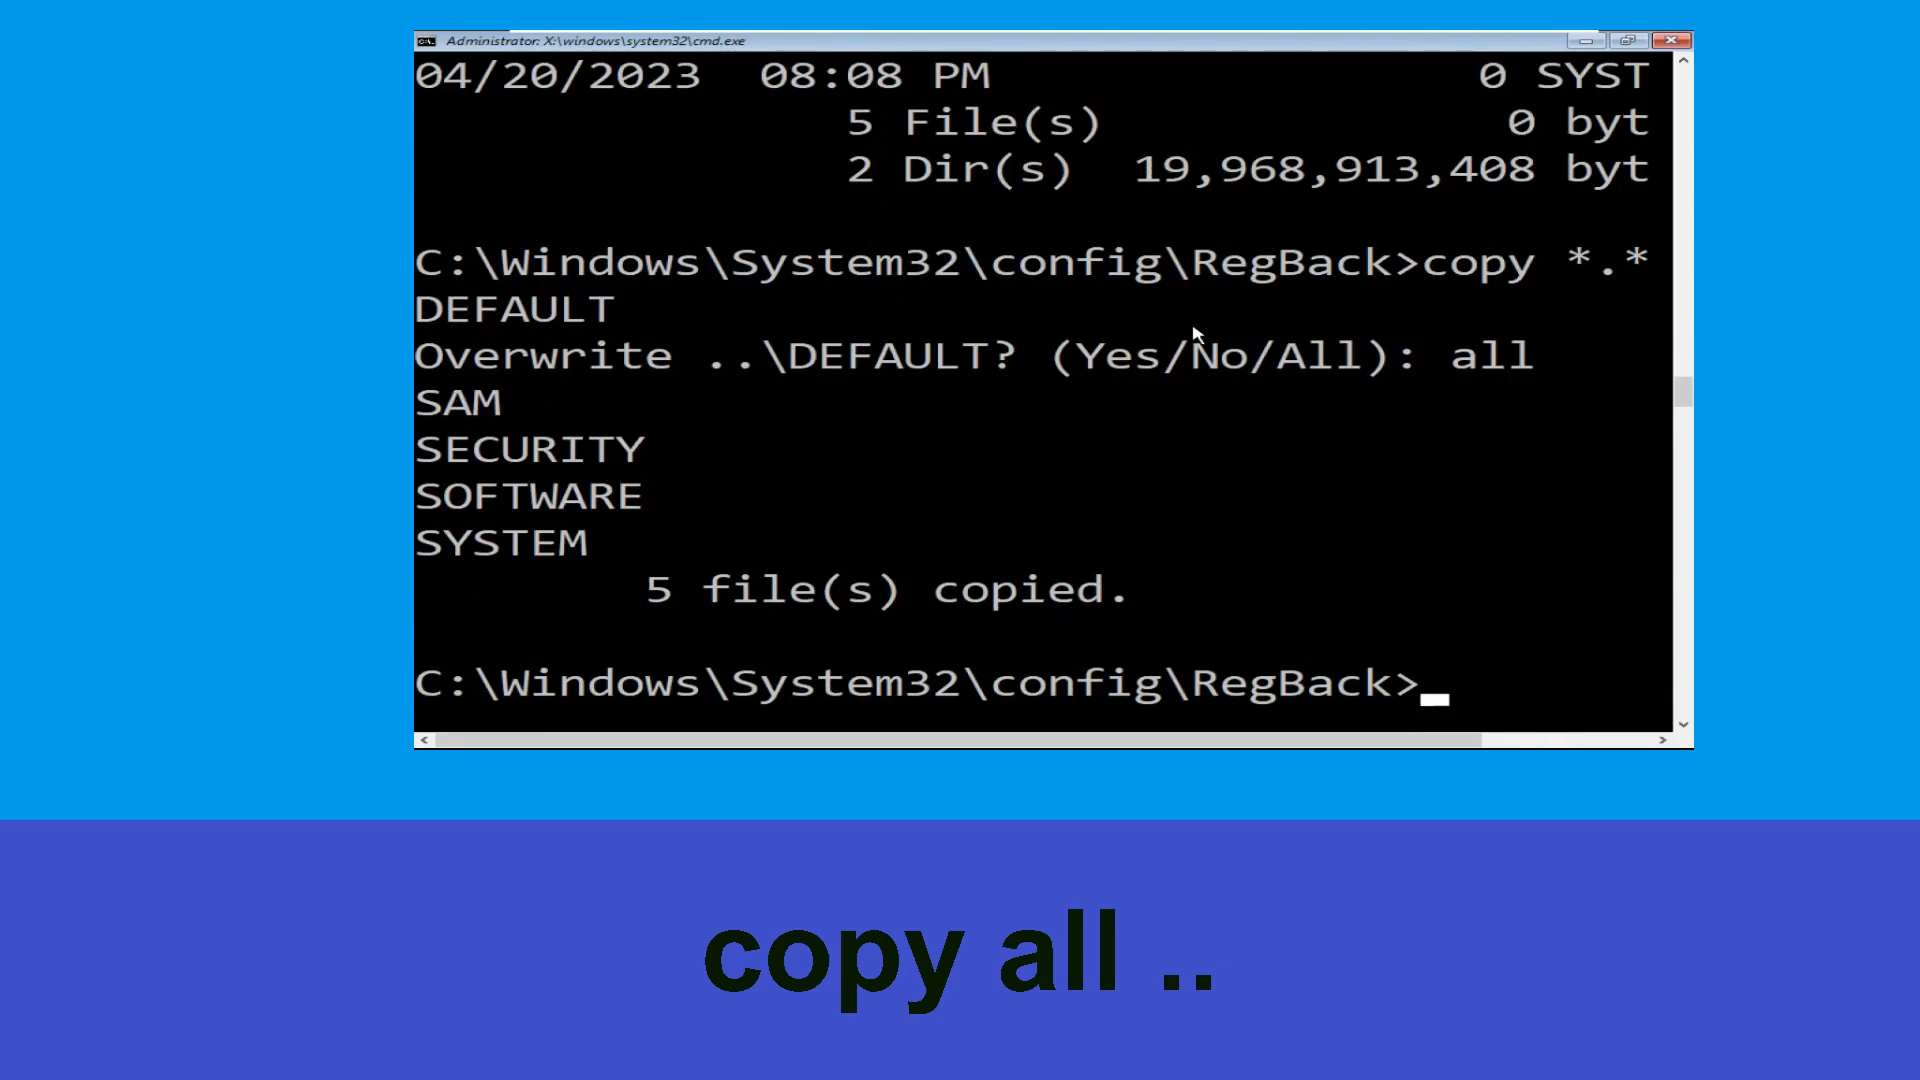 Administrator: X:\windows\system32\cmd.exe
04/20/2023 08:08 PM 0 SYST
5 File(s) 0 byt
2 Dir(s) 19,968,913,408 byt
C:\Windows\System32\config\RegBack>copy *.*
DEFAULT
Overwrite ..\DEFAULT? (Yes/No/All): all
SAM
SECURITY
SOFTWARE
SYSTEM
5 file(s) copied.
C:\Windows\System32\config\RegBack>
copy all ..